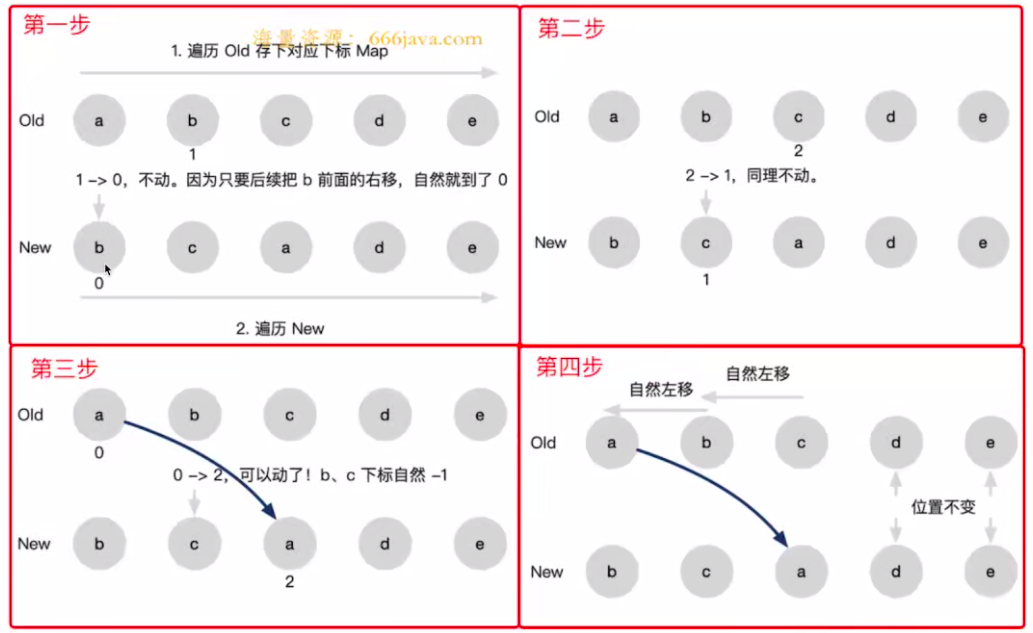 第一步
海量资源：666java.com
1. 遍历 Old 存下对应下标 Map
Old a b c d e
1
1 -> 0，不动。因为只要后续把 b 前面的右移，自然就到了 0
New b c a d e
0
2. 遍历 New
第二步
Old a b c d e
2
2 -> 1，同理不动。
New b c a d e
1
第三步
Old a b c d e
0
0 -> 2，可以动了！b、c 下标自然 -1
New b c a d e
2
第四步
自然左移
自然左移
Old a b c d e
位置不变
New b c a d e